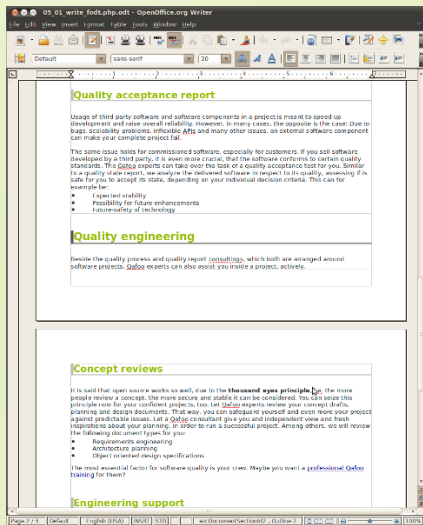 05_01_write_fodt.php.odt - OpenOffice.org Writer
File Edit View Insert Format Table Tools Window Help
Default sans-serif 20
Quality acceptance report
Usage of third party software and software components in a project is meant to speed up
development and raise overall reliability. However, in many cases, the opposite is the case: Due to
bugs, scalability problems, inflexible APIs and many other issues, an external software component
can make your complete project fail.
The same issue holds for commissioned software, especially for customers. If you sell software
developed by a third party, it is even more crucial, that the software conforms to certain quality
standards. The Qafoo experts can take over the task of a quality acceptance test for you. Similar
to a quality state report, we analyze the delivered software in respect to its quality, assessing if is
safe for you to accept its state, depending on your individual decision criteria. This can for
example be:
• Expected stability
• Possibility for future enhancements
• Future-safety of technology
Quality engineering
Beside the quality process and quality report consultings, which both are arranged around
software projects, Qafoo experts can also assist you inside a project, actively.
Concept reviews
It is said that open source works so well, due to the thousand eyes principle. the more
people review a concept, the more secure and stable it can be considered. You can seize this
principle now for your confident projects, too. Let Qafoo experts review your concept drafts,
planning and design documents. That way, you can safeguard yourself and even more your project
against predictable issues. Let a Qafoo consultant give you and independent view and fresh
inspirations about your planning, in order to run a successful project. Among others, we will review
the following document types for you:
• Requirements engineering
• Architecture planning
• Object oriented design specifications
The most essential factor for software quality is your crew. Maybe you want a professional Qafoo
training for them?
Engineering support
Page 2 / 3 Default English (USA) INSRT STD ezcDocumentSectionId2 , Outline 2 100%